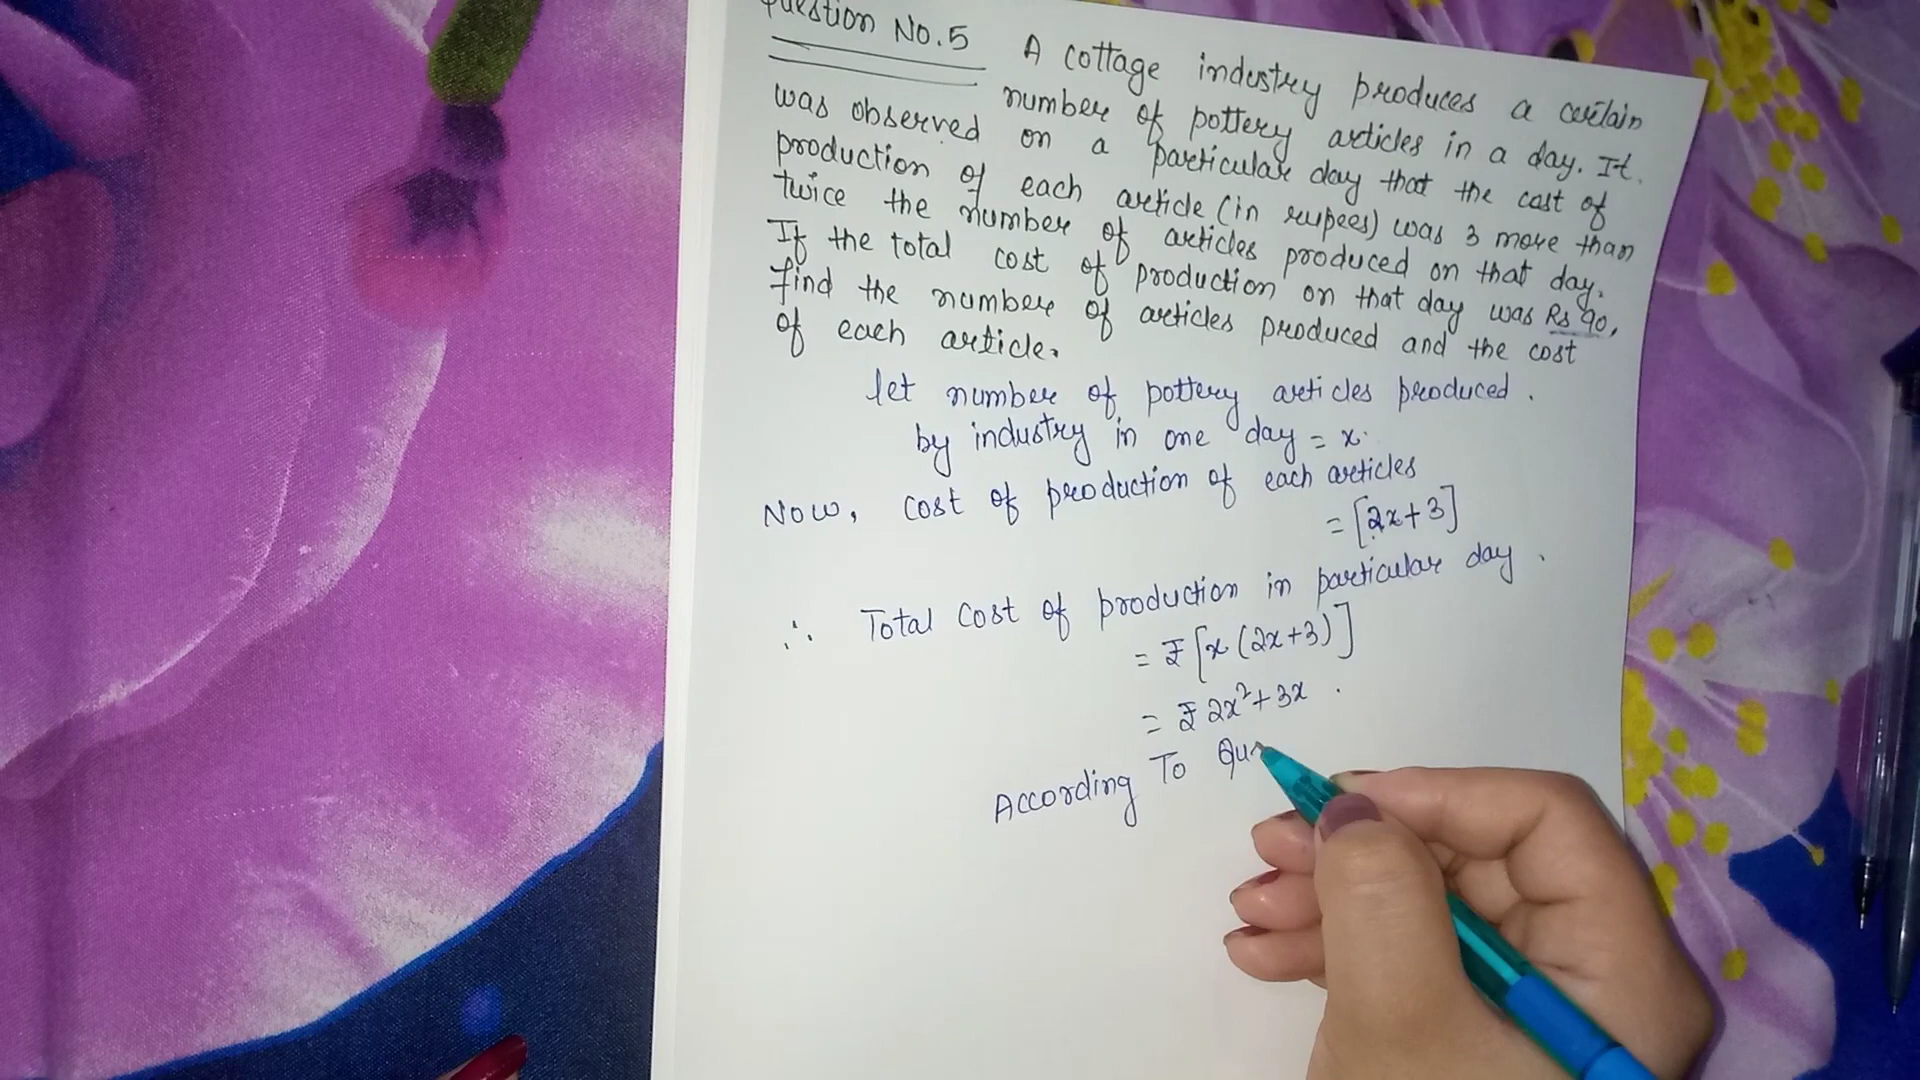 Question No.5 A cottage industry produces a certain
number of pottery articles in a day. It
was observed on a particular day that the cost of
production of each article (in rupees) was 3 more than
twice the number of articles produced on that day.
If the total cost of production on that day was Rs 90,
find the number of articles produced and the cost
of each article.
let number of pottery articles produced.
by industry in one day = x.
Now, cost of production of each articles
= [2x+3]
∴ Total cost of production in particular day.
= ₹ [x (2x+3)]
= ₹ 2x²+3x.
According To Que